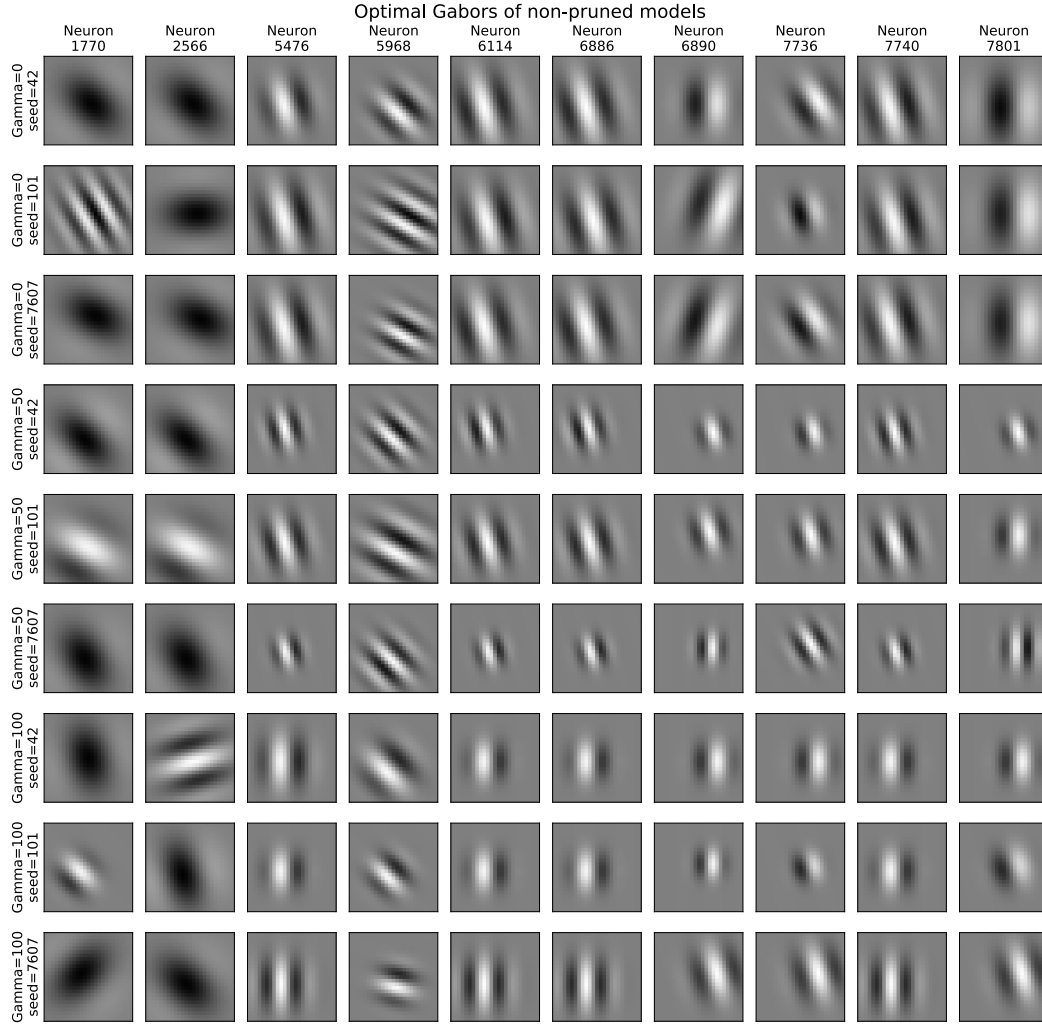 Optimal Gabors of non-pruned models
Neuron
1770
Neuron
2566
Neuron
5476
Neuron
5968
Neuron
6114
Neuron
6886
Neuron
6890
Neuron
7736
Neuron
7740
Neuron
7801
Gamma=0
seed=42
Gamma=0
seed=101
Gamma=0
seed=7607
Gamma=50
seed=42
Gamma=50
seed=101
Gamma=50
seed=7607
Gamma=100
seed=42
Gamma=100
seed=101
Gamma=100
seed=7607